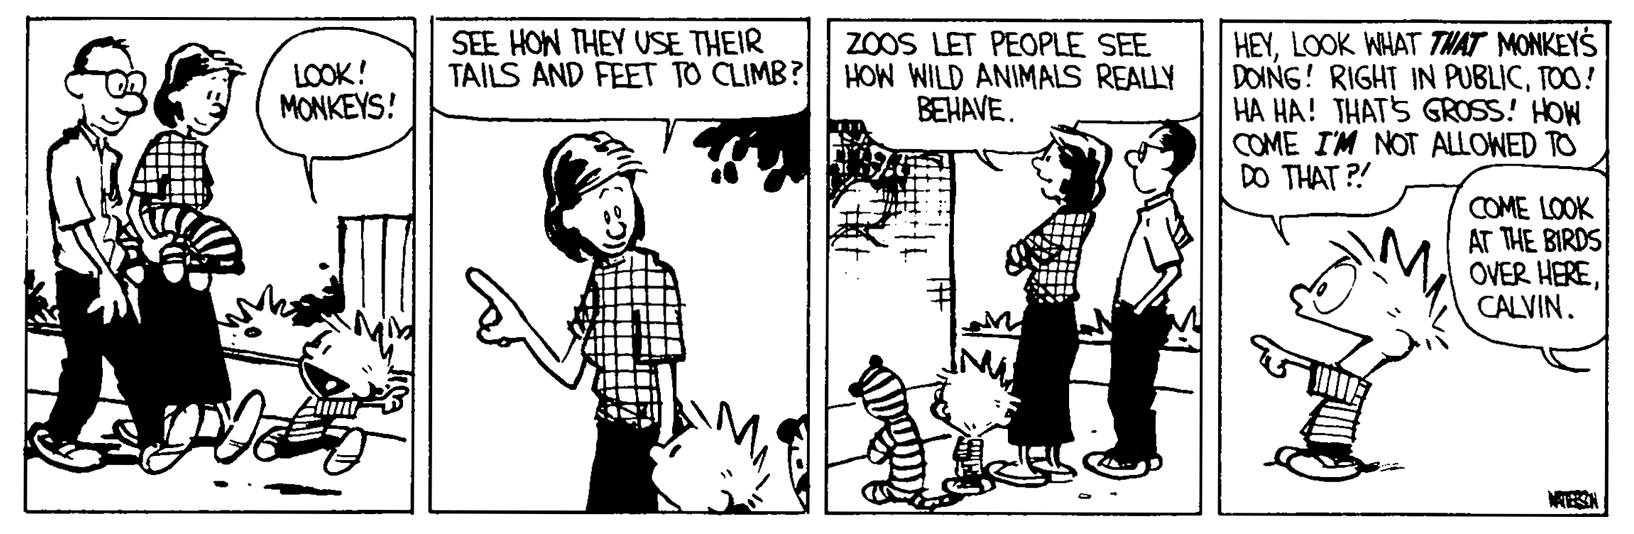 LOOK!
MONKEYS!
SEE HOW THEY USE THEIR
TAILS AND FEET TO CLIMB?
ZOOS LET PEOPLE SEE
HOW WILD ANIMALS REALLY
BEHAVE.
HEY, LOOK WHAT THAT MONKEY'S
DOING! RIGHT IN PUBLIC, TOO!
HA HA! THAT'S GROSS! HOW
COME I'M NOT ALLOWED TO
DO THAT?!
COME LOOK
AT THE BIRDS
OVER HERE,
CALVIN.
WATTERSON